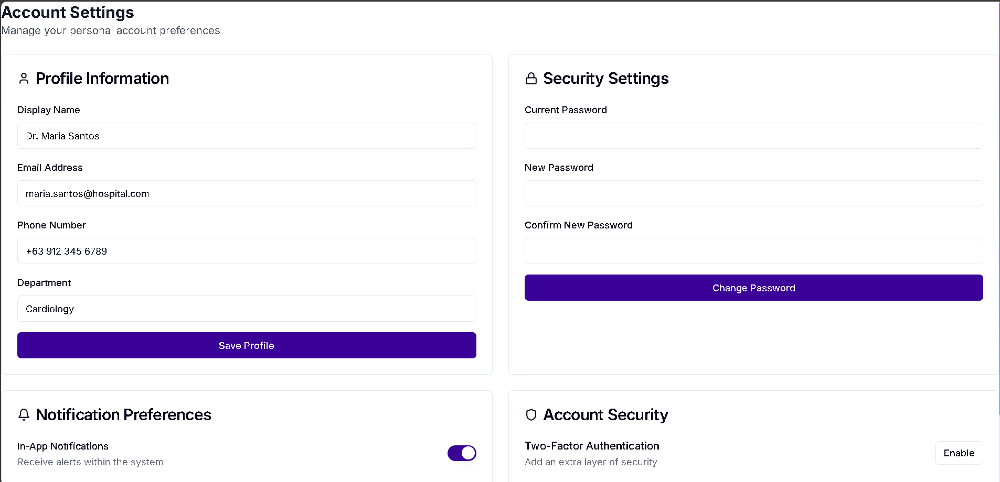 Account Settings
Manage your personal account preferences
Profile Information
Display Name
Dr. Maria Santos
Email Address
maria.santos@hospital.com
Phone Number
+63 912 345 6789
Department
Cardiology
Save Profile
Security Settings
Current Password
New Password
Confirm New Password
Change Password
Notification Preferences
In-App Notifications
Receive alerts within the system
Account Security
Two-Factor Authentication
Add an extra layer of security
Enable